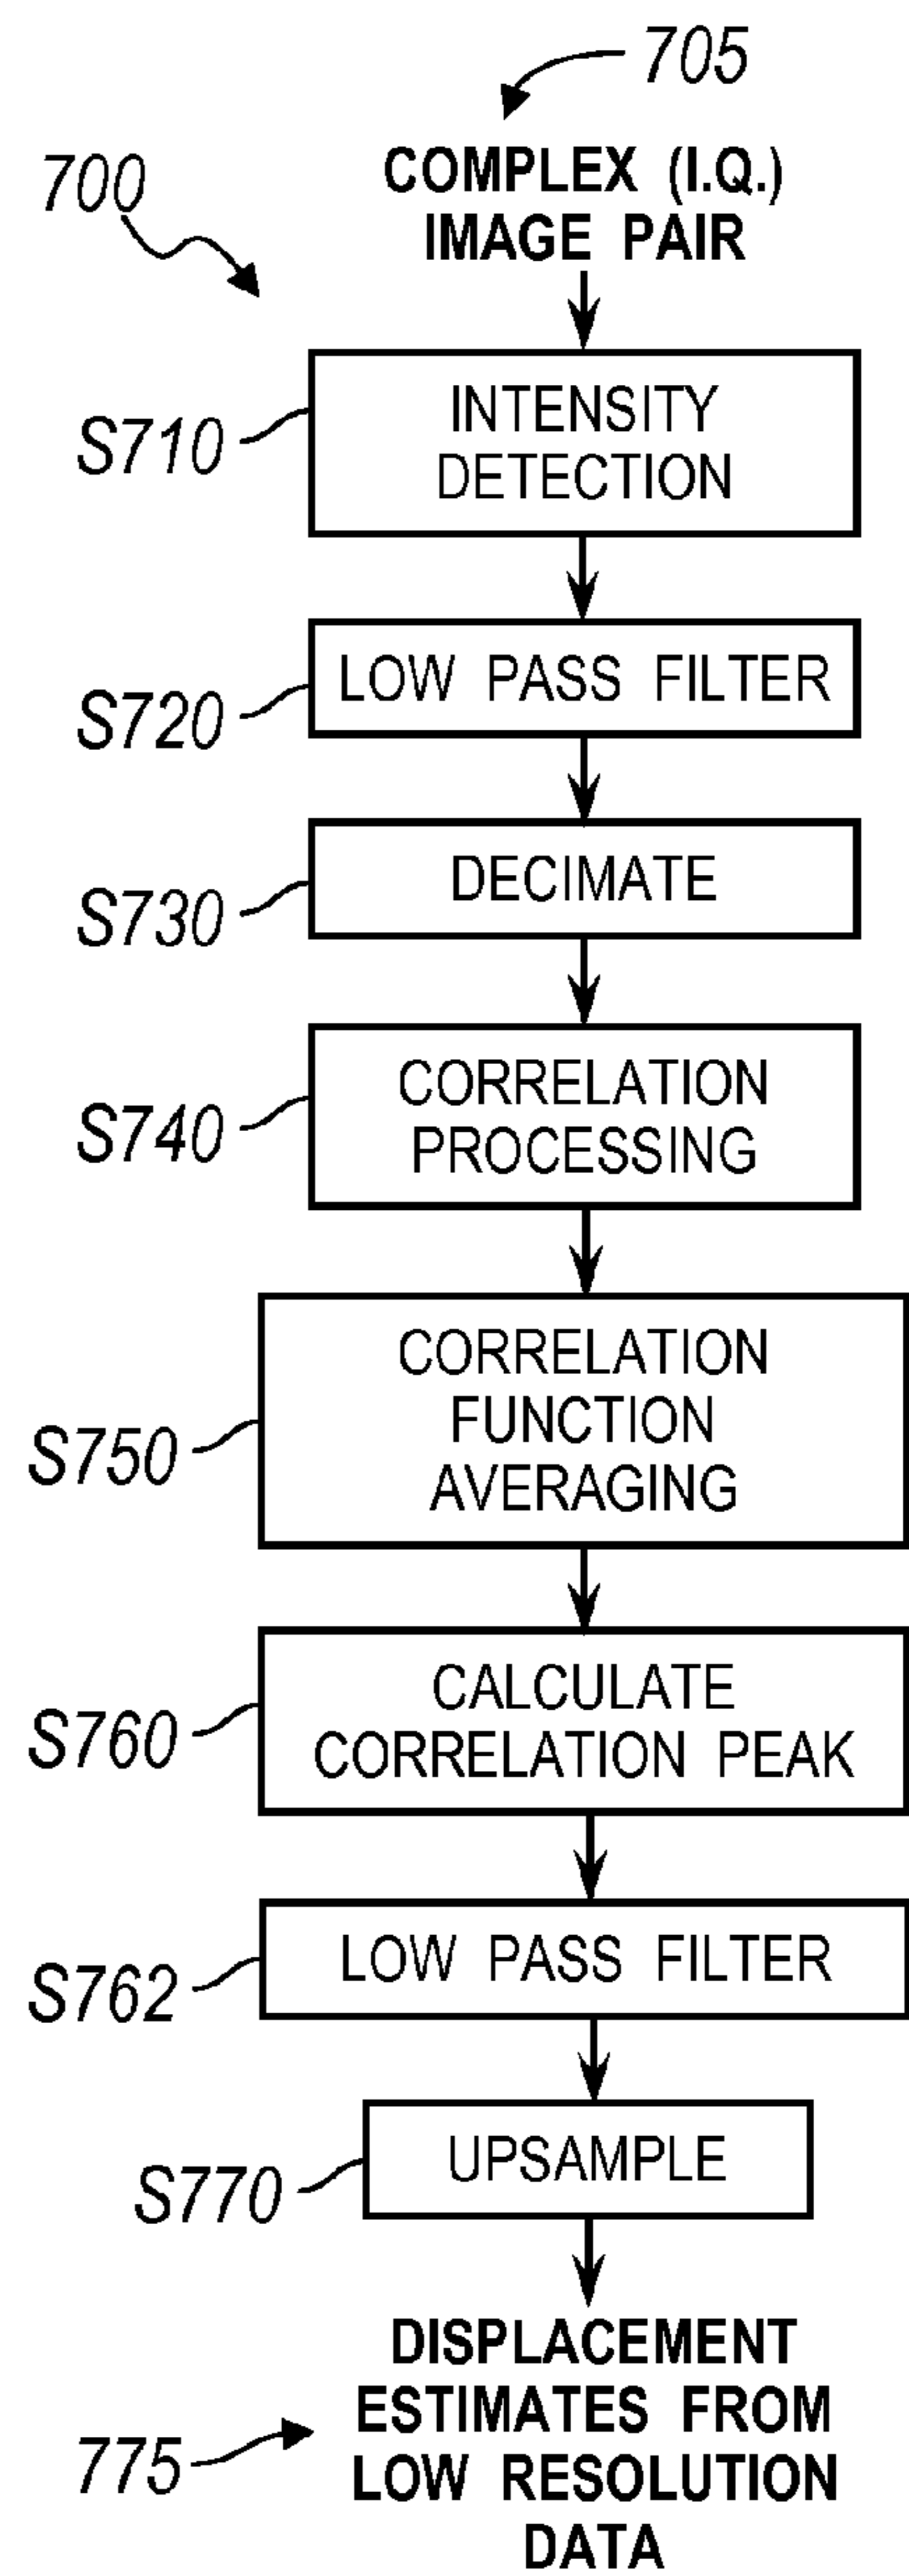 705
COMPLEX (I.Q.)
IMAGE PAIR
700
INTENSITY
DETECTION
S710
LOW PASS FILTER
S720
DECIMATE
S730
CORRELATION
PROCESSING
S740
CORRELATION
FUNCTION
AVERAGING
S750
CALCULATE
CORRELATION PEAK
S760
LOW PASS FILTER
S762
UPSAMPLE
S770
DISPLACEMENT
ESTIMATES FROM
LOW RESOLUTION
DATA
775